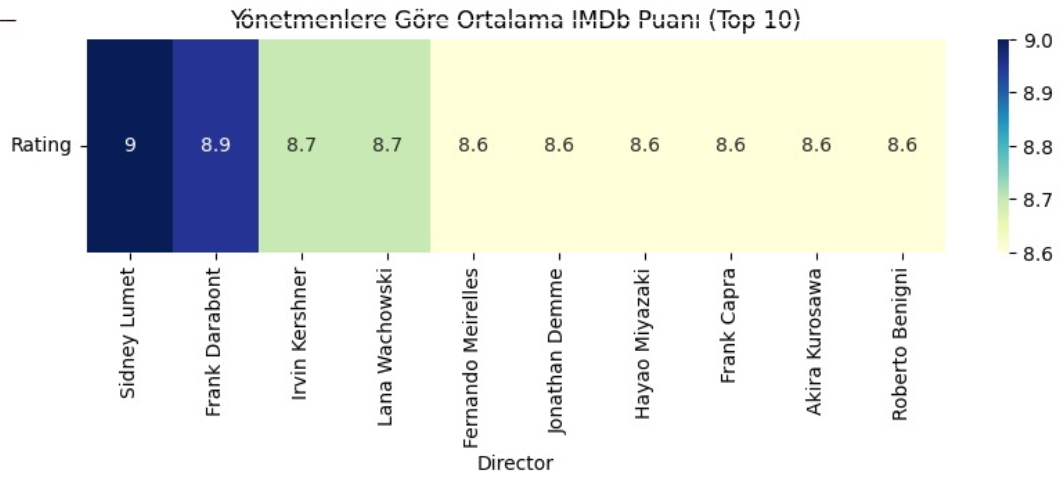 Yönetmenlere Göre Ortalama IMDb Puanı (Top 10)
Rating
9 8.9 8.7 8.7 8.6 8.6 8.6 8.6 8.6 8.6
9.0
8.9
8.8
8.7
8.6
Sidney Lumet
Frank Darabont
Irvin Kershner
Lana Wachowski
Fernando Meirelles
Jonathan Demme
Hayao Miyazaki
Frank Capra
Akira Kurosawa
Roberto Benigni
Director